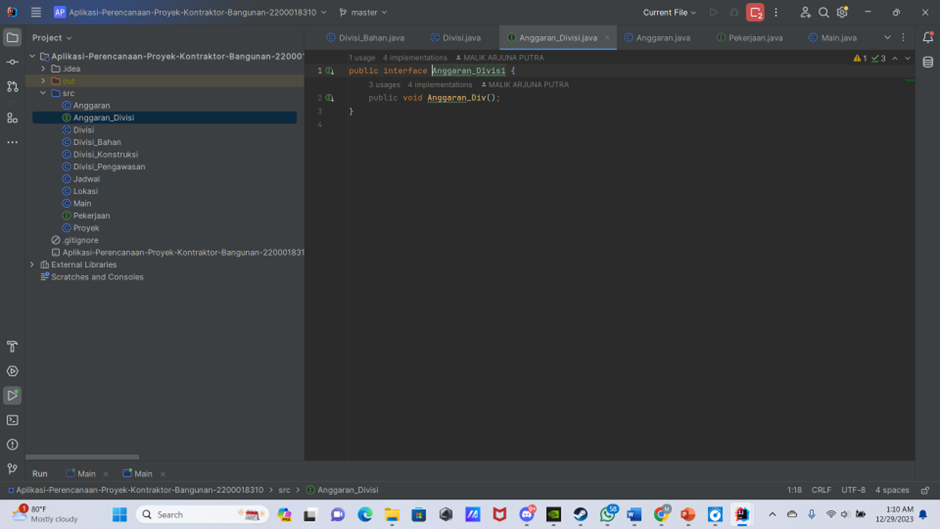 AP Aplikasi-Perencanaan-Proyek-Kontraktor-Bangunan-2200018310 master Current File 2
Project
Divisi_Bahan.java Divisi.java Anggaran_Divisi.java Anggaran.java Pekerjaan.java Main.java
Aplikasi-Perencanaan-Proyek-Kontraktor-Bangunan-22000
.idea
out
src
Anggaran
Anggaran_Divisi
Divisi
Divisi_Bahan
Divisi_Konstruksi
Divisi_Pengawasan
Jadwal
Lokasi
Main
Pekerjaan
Proyek
.gitignore
Aplikasi-Perencanaan-Proyek-Kontraktor-Bangunan-220001831
External Libraries
Scratches and Consoles
1 usage 4 implementations MALIK ARJUNA PUTRA
1 public interface Anggaran_Divisi {
3 usages 4 implementations MALIK ARJUNA PUTRA
2 public void Anggaran_Div();
3 }
4
1 3
Run Main Main
Aplikasi-Perencanaan-Proyek-Kontraktor-Bangunan-2200018310 src Anggaran_Divisi 1:18 CRLF UTF-8 4 spaces
80°F
Mostly cloudy
Search
58
1:10 AM
12/29/2023